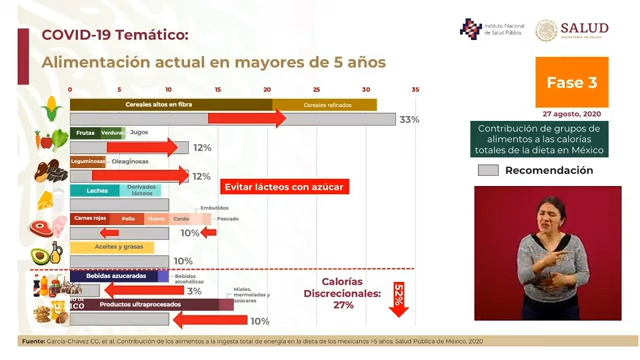 COVID-19 Temático:
Alimentación actual en mayores de 5 años
Instituto Nacional
de Salud Pública
SALUD
SECRETARÍA DE SALUD
Fase 3
27 agosto, 2020
Contribución de grupos de
alimentos a las calorías
totales de la dieta en México
Recomendación
0 5 10 15 20 25 30 35
Cereales altos en fibra
Cereales refinados
33%
Frutas
Verduras
Jugos
12%
Leguminosas
Oleaginosas
12%
Evitar lácteos con azúcar
Leches
Derivados
lácteos
Embutidos
Carnes rojas
Pollo
Huevo
Cerdo
Pescado
10%
Aceites y grasas
10%
Bebidas azucaradas
Bebidas
alcohólicas
3%
Mieles,
mermeladas y
azúcares
Productos ultraprocesados
10%
Calorías
Discrecionales:
27%
52%
Fuente: García-Chávez CG, et al. Contribución de los alimentos a la ingesta total de energía en la dieta de los mexicanos >5 años. Salud Pública de México. 2020